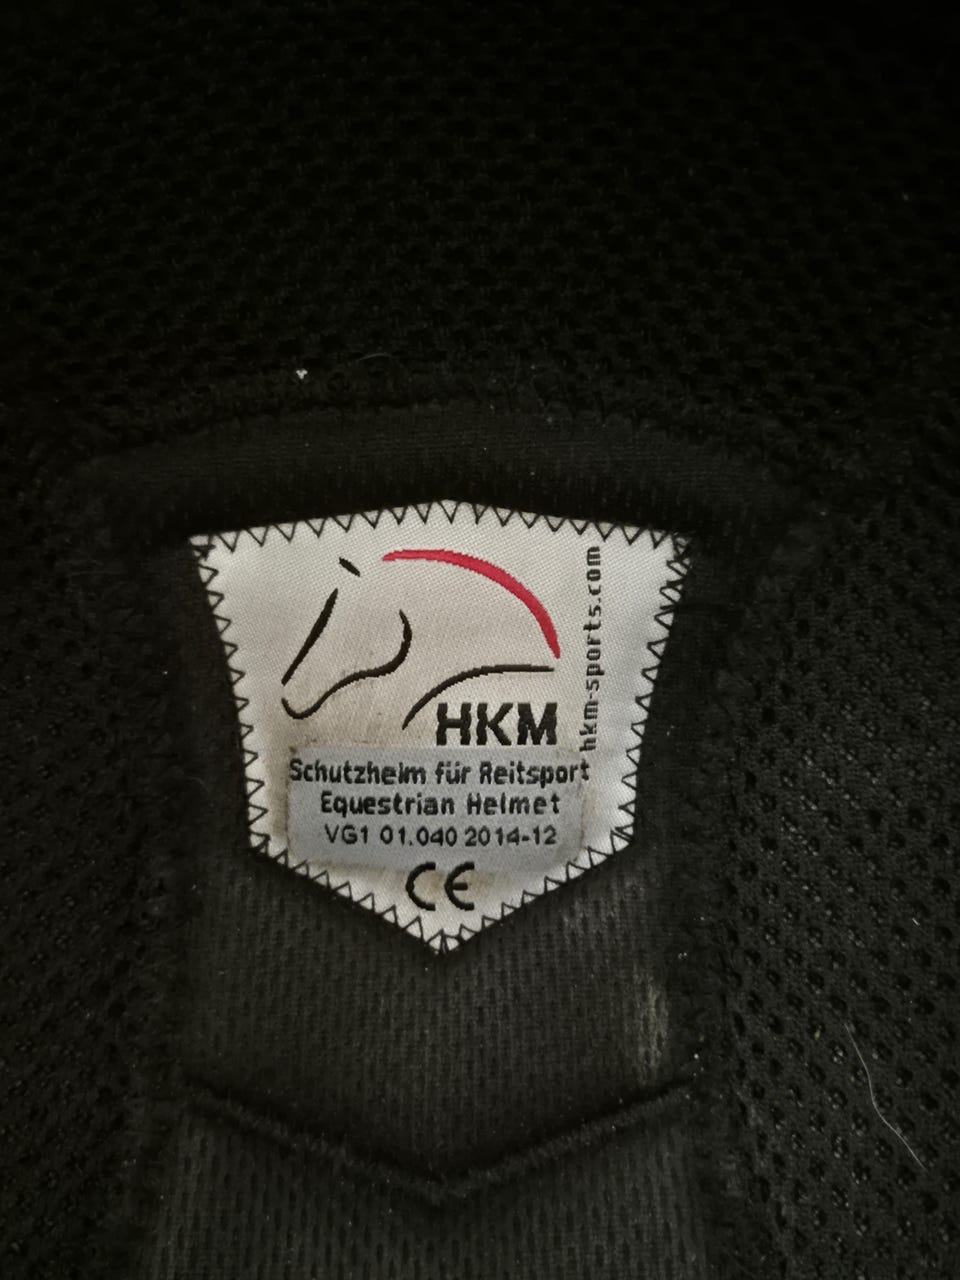 hkm-sports.com
HKM
Schutzhelm für Reitsport
Equestrian Helmet
VG1 01.040 2014-12
CE